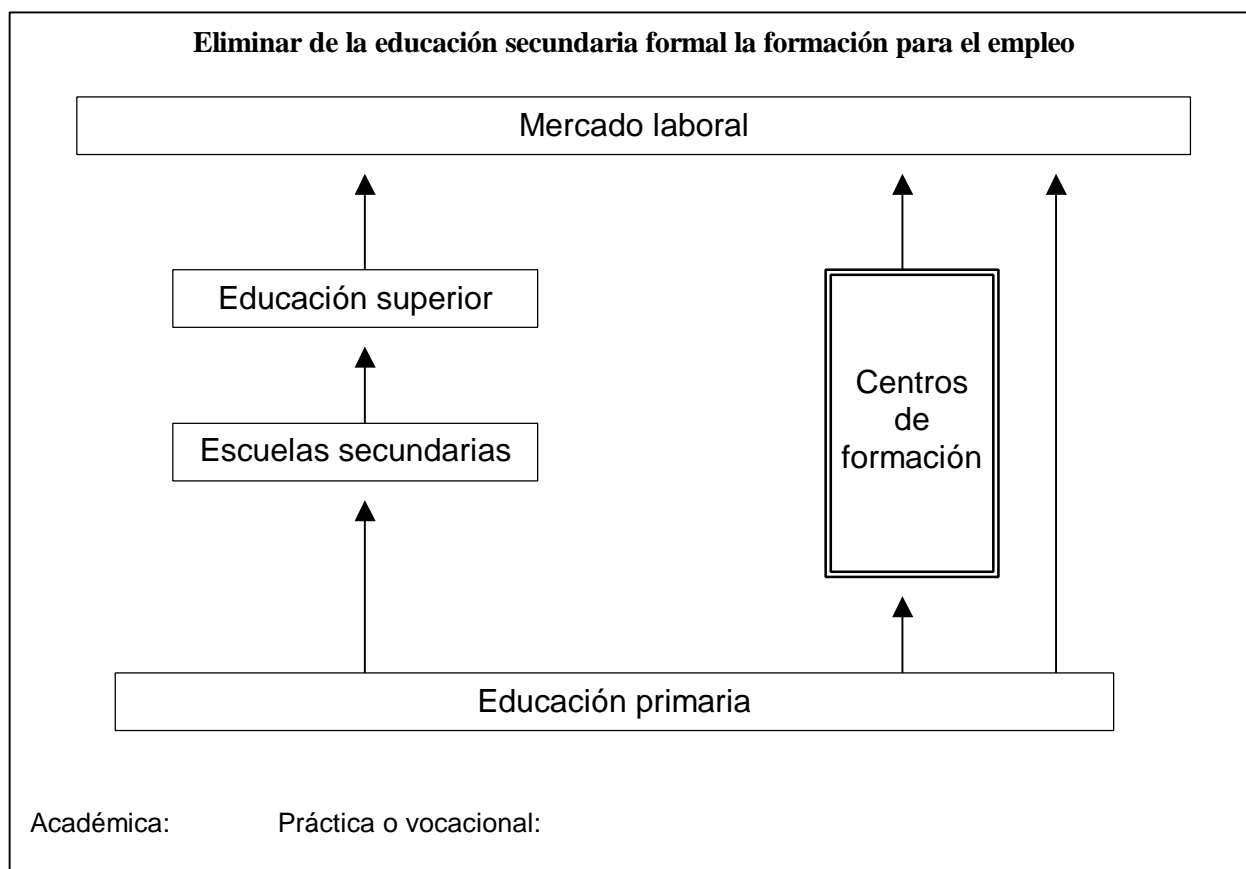 Eliminar de la educación secundaria formal la formación para el empleo
Mercado laboral
Educación superior
Centros
de
formación
Escuelas secundarias
Educación primaria
Académica: Práctica o vocacional: